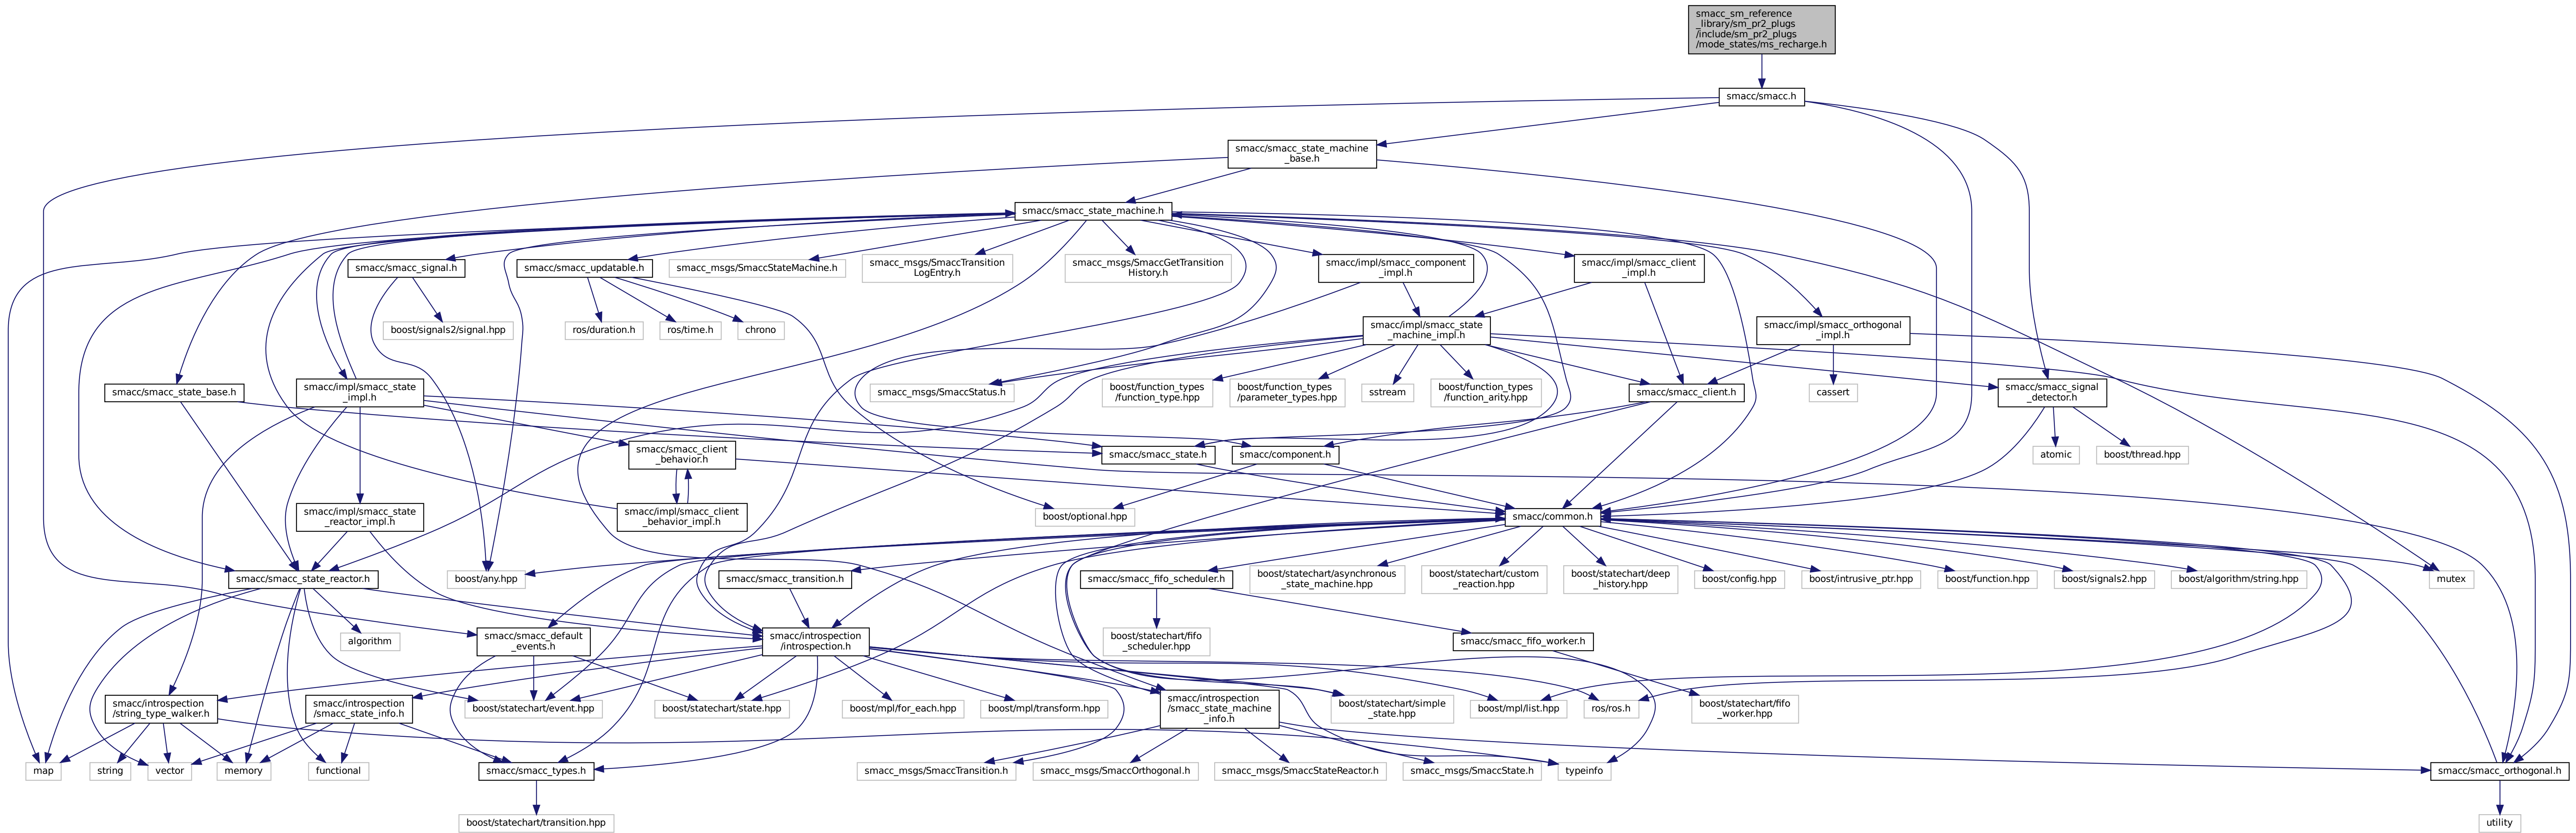 smacc_sm_reference
_library/sm_pr2_plugs
/include/sm_pr2_plugs
/mode_states/ms_recharge.h
smacc/smacc.h
smacc/smacc_state_machine
_base.h
smacc/smacc_state_machine.h
smacc/smacc_signal.h
smacc/smacc_updatable.h
smacc_msgs/SmaccStateMachine.h
smacc_msgs/SmaccTransition
LogEntry.h
smacc_msgs/SmaccGetTransition
History.h
smacc/impl/smacc_component
_impl.h
smacc/impl/smacc_client
_impl.h
boost/signals2/signal.hpp
ros/duration.h
ros/time.h
chrono
smacc/impl/smacc_state
_machine_impl.h
smacc/impl/smacc_orthogonal
_impl.h
smacc/smacc_state_base.h
smacc/impl/smacc_state
_impl.h
smacc_msgs/SmaccStatus.h
boost/function_types
/function_type.hpp
boost/function_types
/parameter_types.hpp
sstream
boost/function_types
/function_arity.hpp
smacc/smacc_client.h
cassert
smacc/smacc_signal
_detector.h
smacc/smacc_client
_behavior.h
smacc/smacc_state.h
smacc/component.h
atomic
boost/thread.hpp
smacc/impl/smacc_state
_reactor_impl.h
smacc/impl/smacc_client
_behavior_impl.h
boost/optional.hpp
smacc/common.h
smacc/smacc_state_reactor.h
boost/any.hpp
smacc/smacc_transition.h
smacc/smacc_fifo_scheduler.h
boost/statechart/asynchronous
_state_machine.hpp
boost/statechart/custom
_reaction.hpp
boost/statechart/deep
_history.hpp
boost/config.hpp
boost/intrusive_ptr.hpp
boost/function.hpp
boost/signals2.hpp
boost/algorithm/string.hpp
mutex
algorithm
smacc/smacc_default
_events.h
smacc/introspection
/introspection.h
boost/statechart/fifo
_scheduler.hpp
smacc/smacc_fifo_worker.h
smacc/introspection
/string_type_walker.h
smacc/introspection
/smacc_state_info.h
boost/statechart/event.hpp
boost/statechart/state.hpp
boost/mpl/for_each.hpp
boost/mpl/transform.hpp
smacc/introspection
/smacc_state_machine
_info.h
boost/statechart/simple
_state.hpp
boost/mpl/list.hpp
ros/ros.h
boost/statechart/fifo
_worker.hpp
map
string
vector
memory
functional
smacc/smacc_types.h
smacc_msgs/SmaccTransition.h
smacc_msgs/SmaccOrthogonal.h
smacc_msgs/SmaccStateReactor.h
smacc_msgs/SmaccState.h
typeinfo
smacc/smacc_orthogonal.h
boost/statechart/transition.hpp
utility